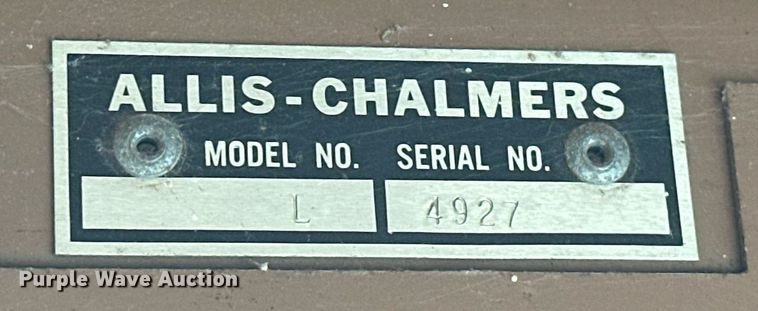 ALLIS-CHALMERS
MODEL NO. SERIAL NO.
L 4927
Purple Wave Auction